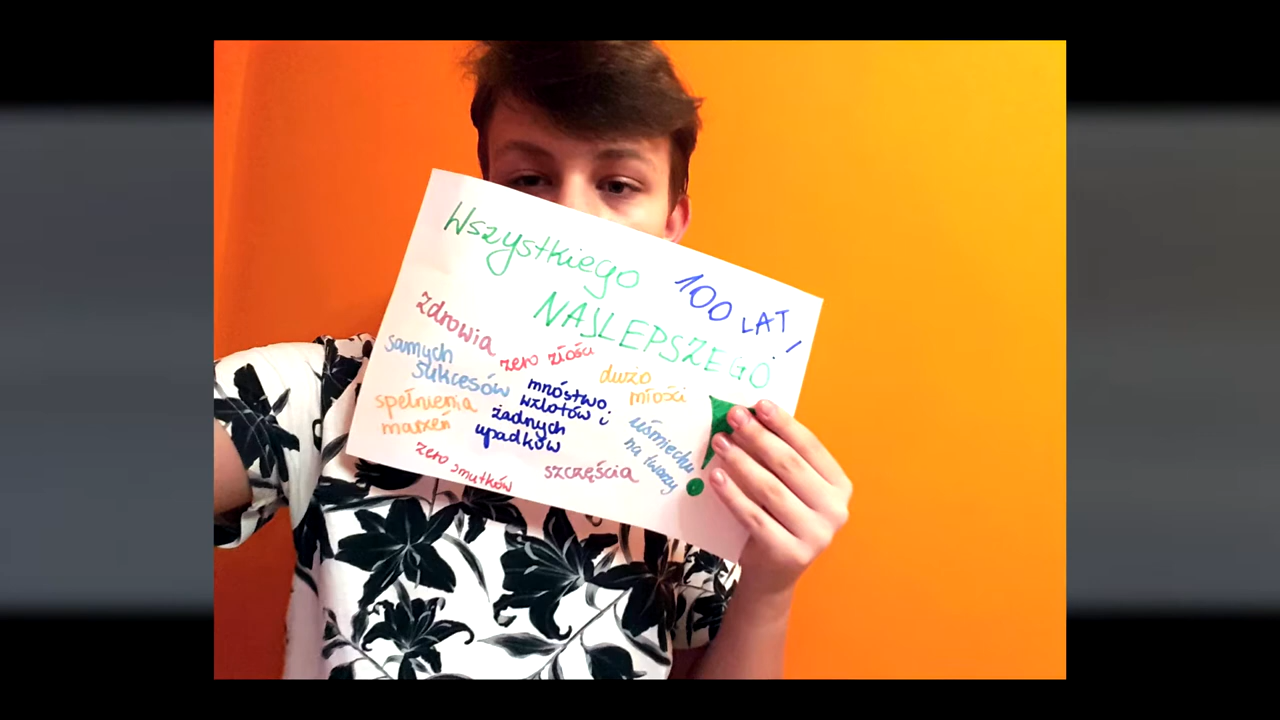 Wszystkiego
100 LAT!
NAJLEPSZEGO
zdrowia
zero złości
samych
sukcesów
dużo
miłości
mnóstwo
wzlotów i
żadnych
upadków
spełnienia
marzeń
uśmiechu
na twarzy
zero smutków
szczęścia
!